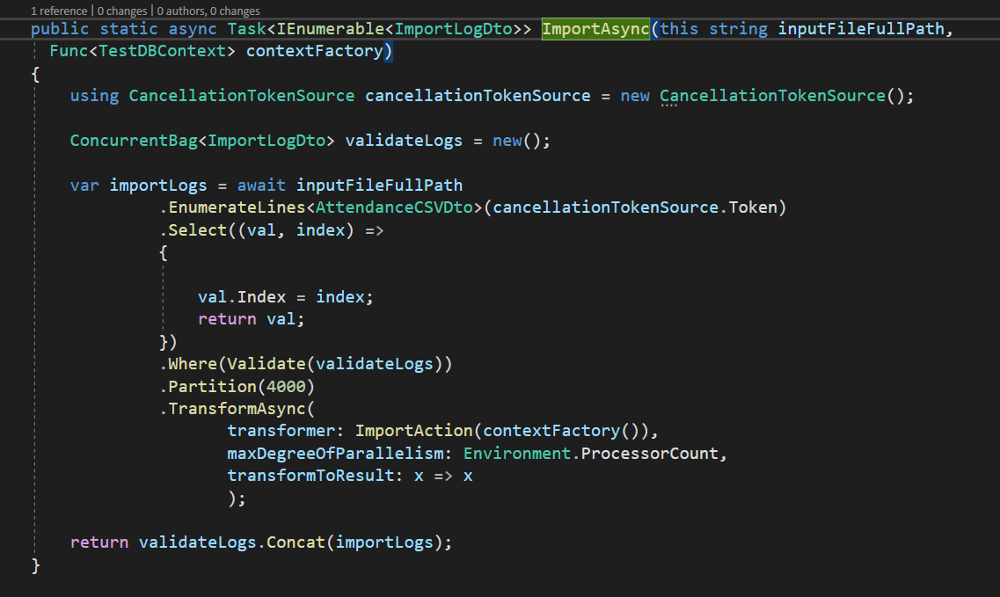 1 reference | 0 changes | 0 authors, 0 changes
public static async Task<IEnumerable<ImportLogDto>> ImportAsync(this string inputFileFullPath,
Func<TestDBContext> contextFactory)
{
using CancellationTokenSource cancellationTokenSource = new CancellationTokenSource();
ConcurrentBag<ImportLogDto> validateLogs = new();
var importLogs = await inputFileFullPath
.EnumerateLines<AttendanceCSVDto>(cancellationTokenSource.Token)
.Select((val, index) =>
{
val.Index = index;
return val;
})
.Where(Validate(validateLogs))
.Partition(4000)
.TransformAsync(
transformer: ImportAction(contextFactory()),
maxDegreeOfParallelism: Environment.ProcessorCount,
transformToResult: x => x
);
return validateLogs.Concat(importLogs);
}